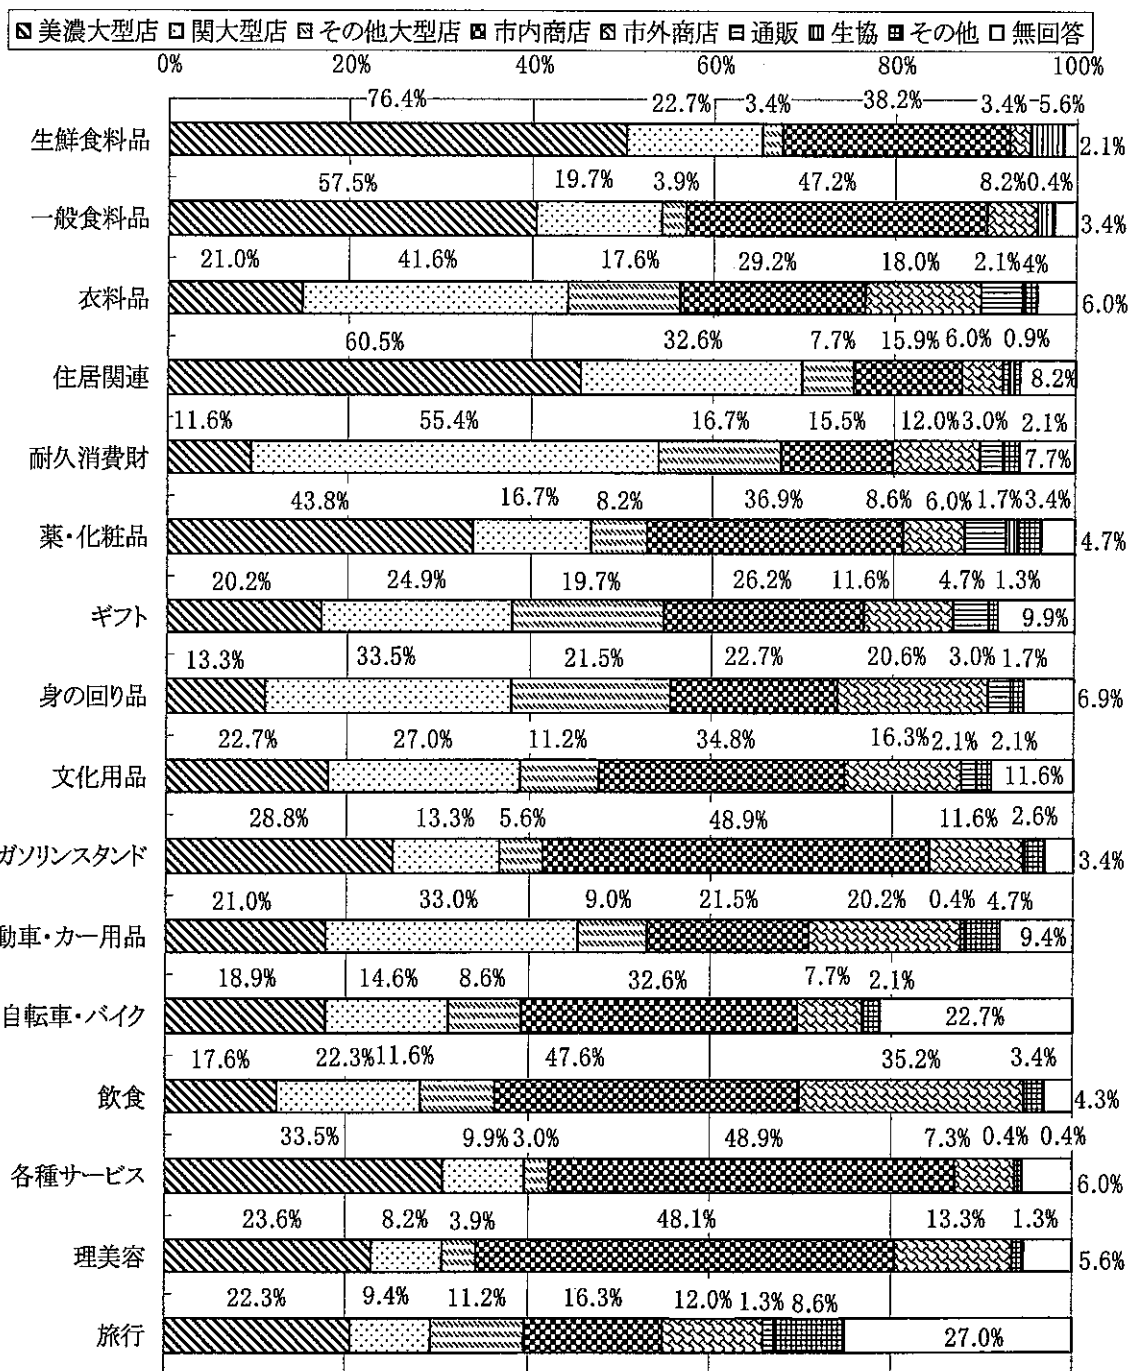 美濃大型店 関大型店 その他大型店 市内商店 市外商店 通販 生協 その他 無回答
0% 20% 40% 60% 80% 100%
76.4% 22.7% 3.4% 38.2% 3.4% 5.6%
生鮮食料品 2.1%
57.5% 19.7% 3.9% 47.2% 8.2% 0.4%
一般食料品 3.4%
21.0% 41.6% 17.6% 29.2% 18.0% 2.1% 4%
衣料品 6.0%
60.5% 32.6% 7.7% 15.9% 6.0% 0.9%
住居関連 8.2%
11.6% 55.4% 16.7% 15.5% 12.0% 3.0% 2.1%
耐久消費財 7.7%
43.8% 16.7% 8.2% 36.9% 8.6% 6.0% 1.7% 3.4%
薬・化粧品 4.7%
20.2% 24.9% 19.7% 26.2% 11.6% 4.7% 1.3%
ギフト 9.9%
13.3% 33.5% 21.5% 22.7% 20.6% 3.0% 1.7%
身の回り品 6.9%
22.7% 27.0% 11.2% 34.8% 16.3% 2.1% 2.1%
文化用品 11.6%
28.8% 13.3% 5.6% 48.9% 11.6% 2.6%
ガソリンスタンド 3.4%
21.0% 33.0% 9.0% 21.5% 20.2% 0.4% 4.7%
動車・カー用品 9.4%
18.9% 14.6% 8.6% 32.6% 7.7% 2.1%
自転車・バイク 22.7%
17.6% 22.3% 11.6% 47.6% 35.2% 3.4%
飲食 4.3%
33.5% 9.9% 3.0% 48.9% 7.3% 0.4% 0.4%
各種サービス 6.0%
23.6% 8.2% 3.9% 48.1% 13.3% 1.3%
理美容 5.6%
22.3% 9.4% 11.2% 16.3% 12.0% 1.3% 8.6%
旅行 27.0%